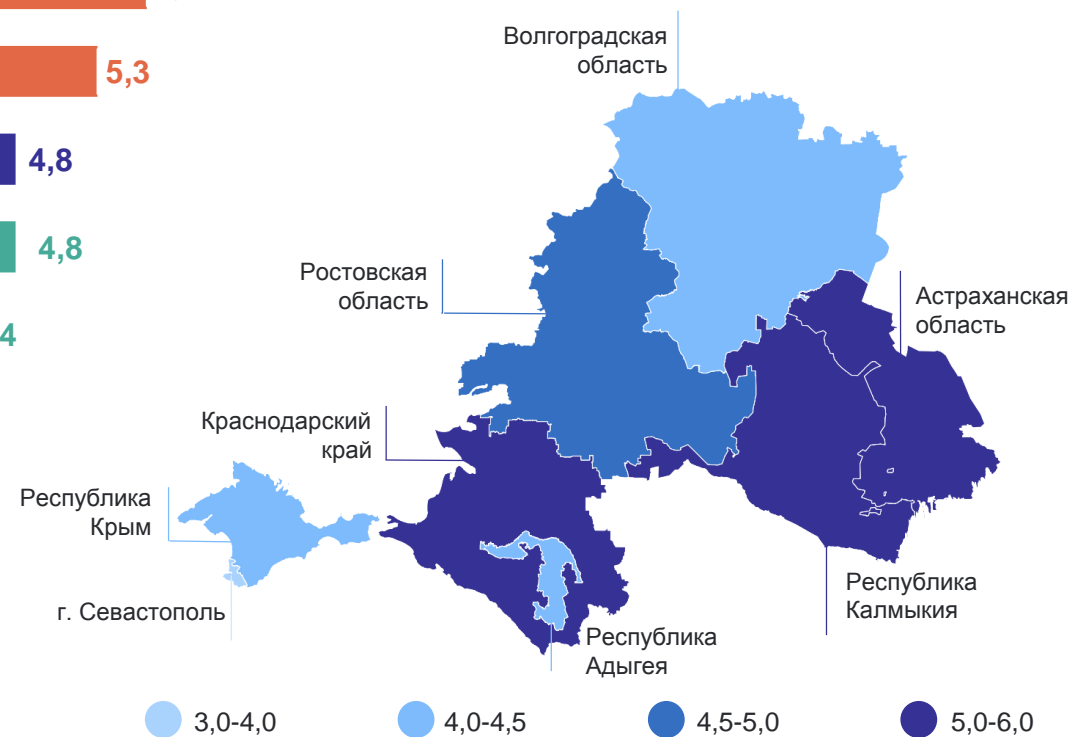 5,3
4,8
4,8
4
Волгоградская
область
Ростовская
область
Астраханская
область
Краснодарский
край
Республика
Крым
г. Севастополь
Республика
Калмыкия
Республика
Адыгея
3,0-4,0
4,0-4,5
4,5-5,0
5,0-6,0